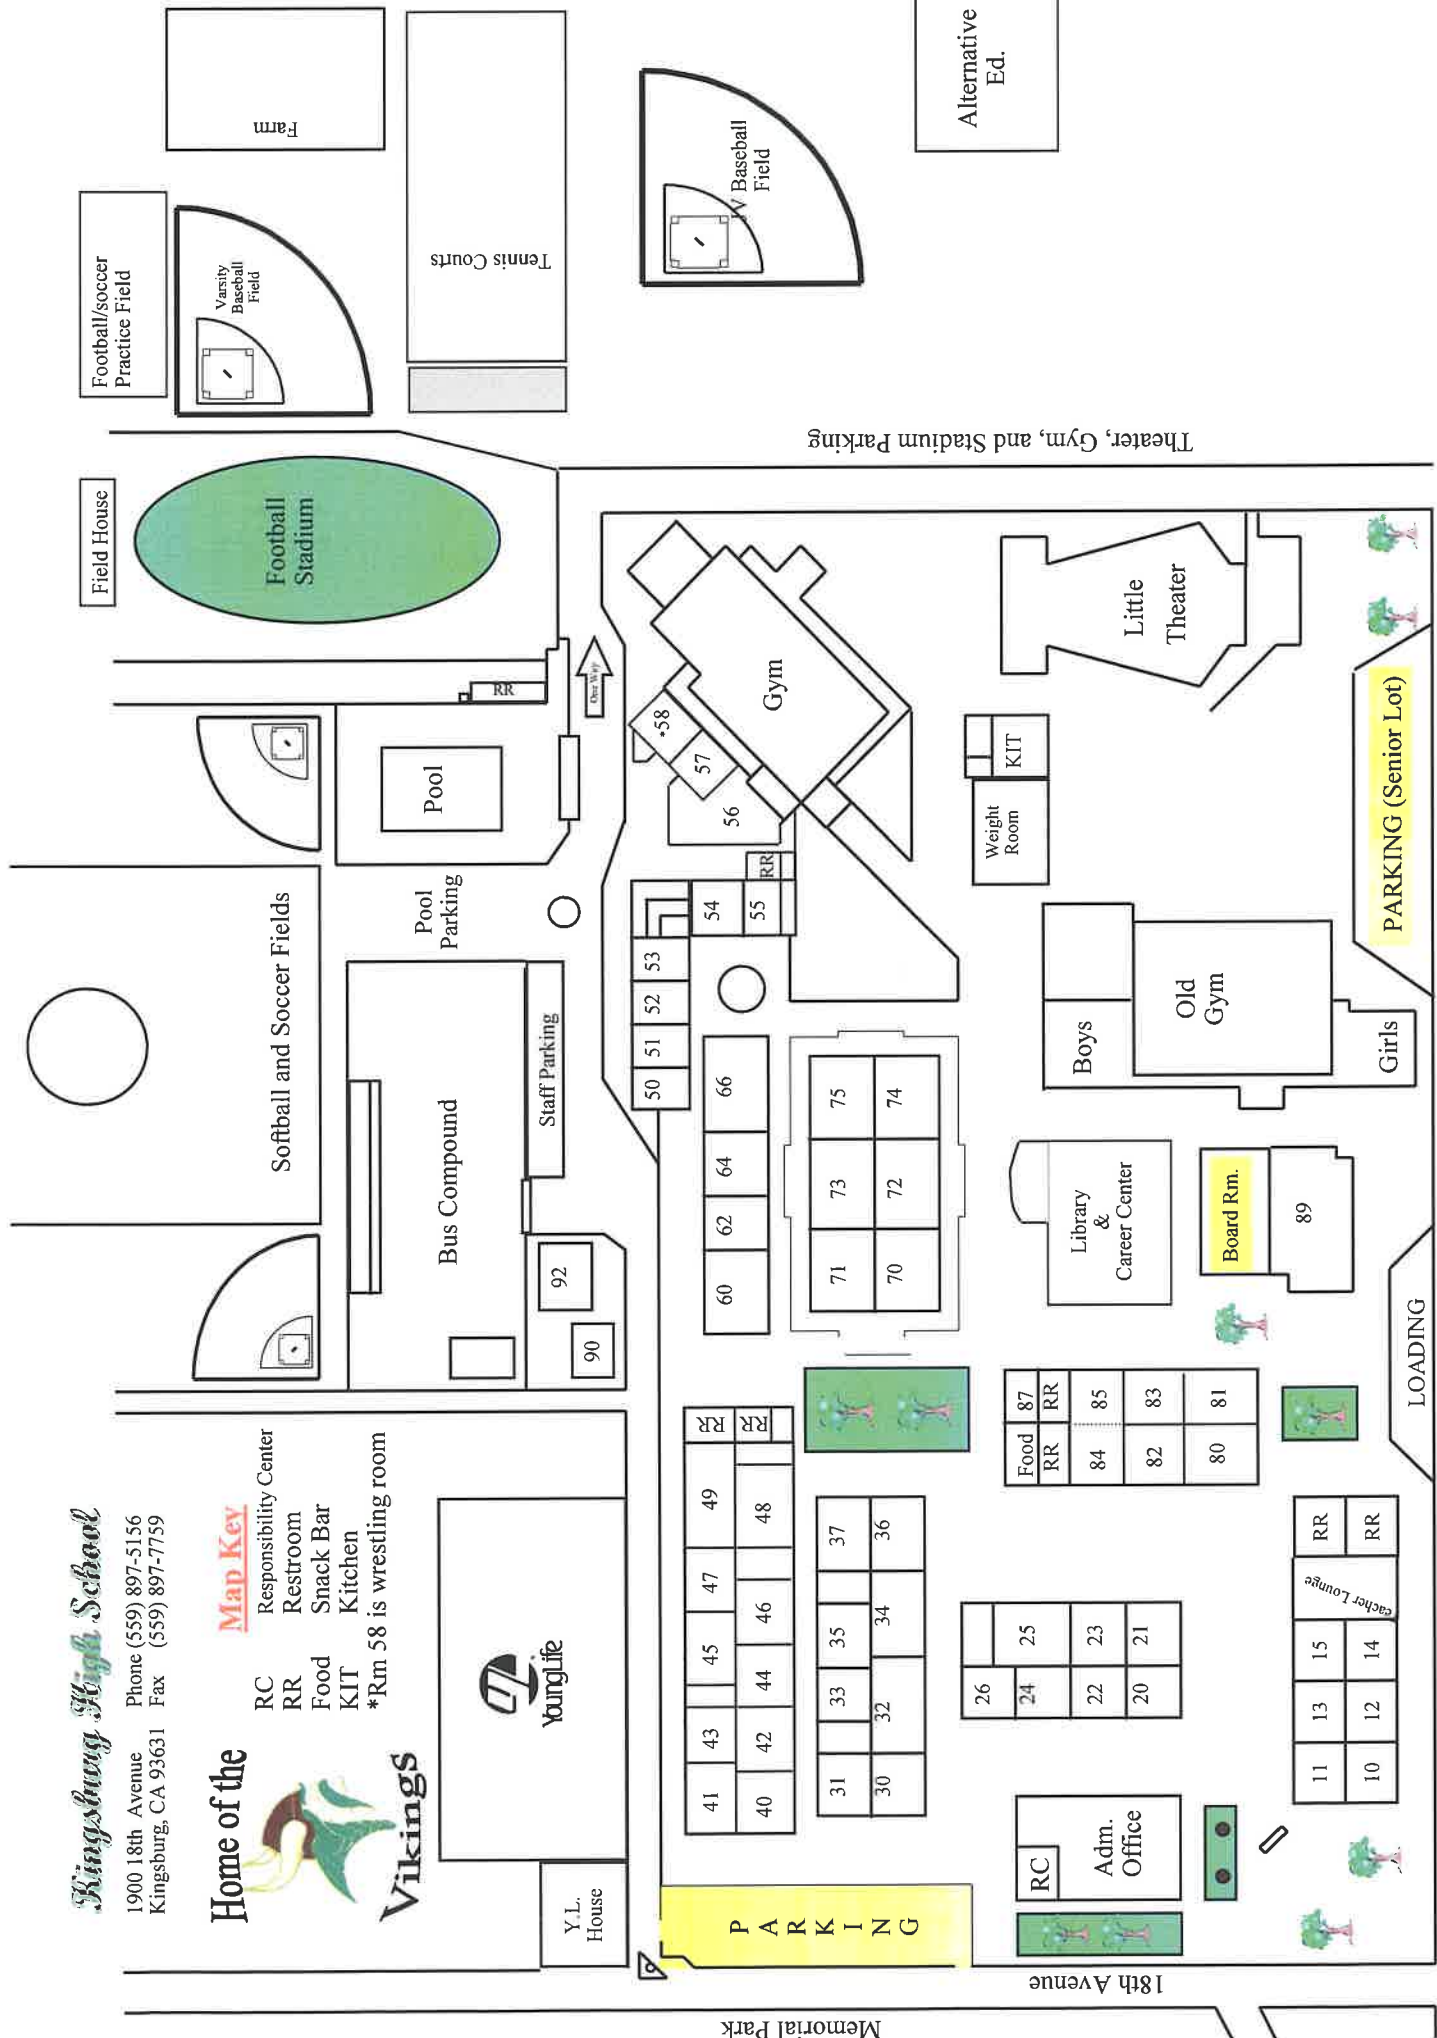 Kingsburg High School
1900 18th Avenue Phone (559) 897-5156
Kingsburg, CA 93631 Fax (559) 897-7759
Home of the
Vikings
Map Key
RC Responsibility Center
RR Restroom
Food Snack Bar
KIT Kitchen
*Rm 58 is wrestling room
YoungLife
Y.L.
House
Softball and Soccer Fields
Bus Compound
Staff Parking
92
90
Pool
Parking
Pool
RR
One Way
Field House
Football
Stadium
Football/soccer
Practice Field
Varsity
Baseball
Field
Farm
Tennis Courts
JV Baseball
Field
Alternative
Ed.
Theater, Gym, and Stadium Parking
41
43
45
47
49
RR
40
42
44
46
48
RR
31
33
35
37
30
32
34
36
60
62
64
66
50
51
52
53
54
55
RR
56
57
*58
Gym
71
73
75
70
72
74
PARKING
RC
Adm.
Office
26
24
25
22
23
20
21
Food
87
RR
RR
84
85
82
83
80
81
Library
&
Career Center
Board Rm.
89
Boys
Old
Gym
Girls
Weight
Room
KIT
Little
Theater
11
13
15
10
12
14
eacher Lounge
RR
RR
LOADING
PARKING (Senior Lot)
18th Avenue
Memorial Park